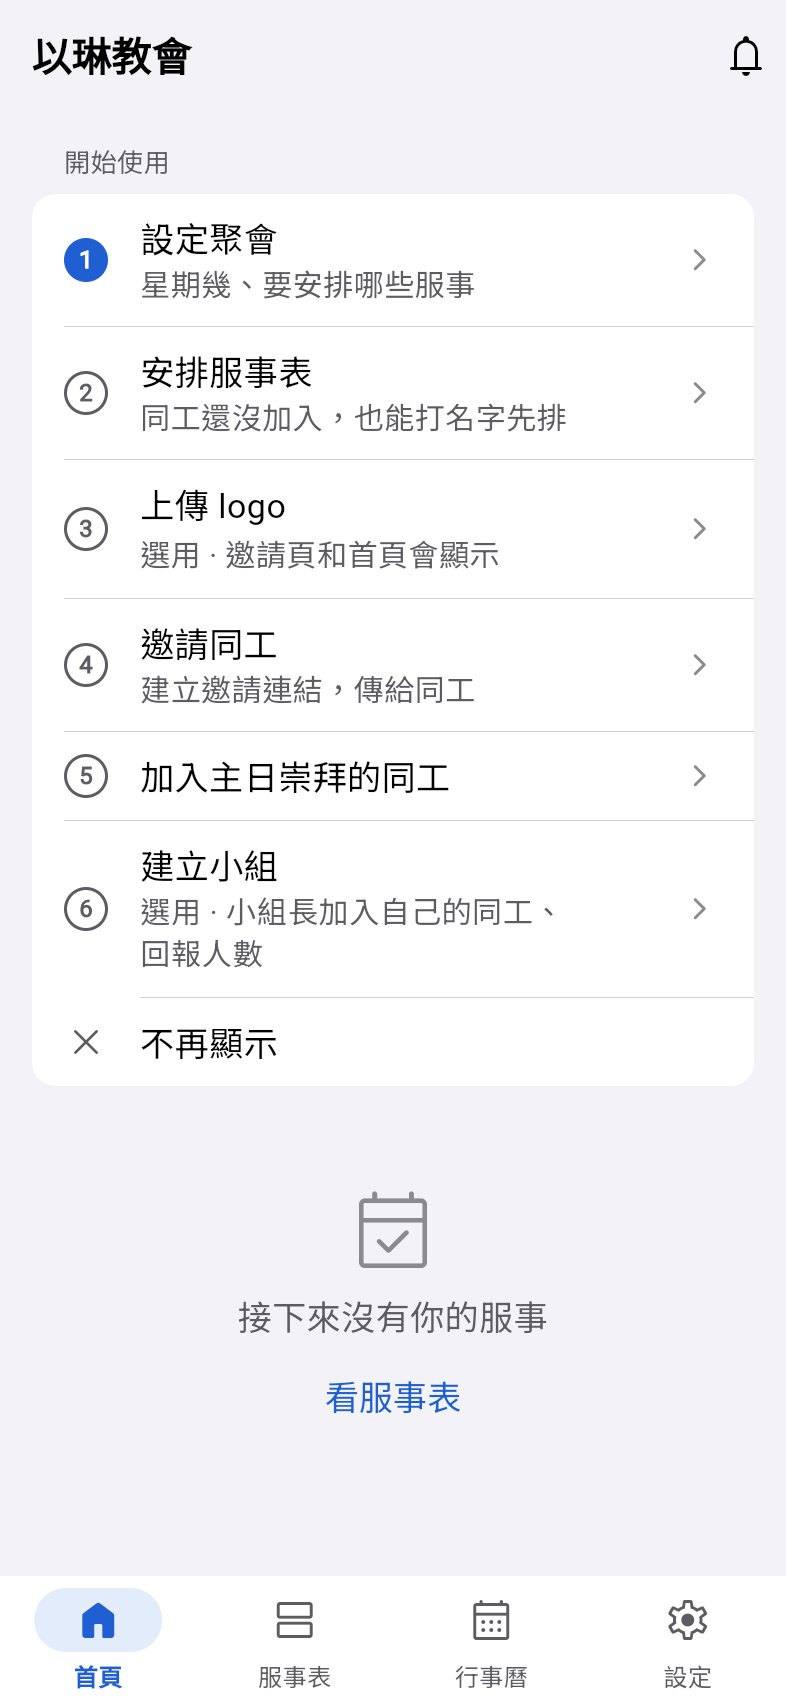 以琳教會
開始使用
1
設定聚會
星期幾、要安排哪些服事
2
安排服事表
同工還沒加入，也能打名字先排
3
上傳 logo
選用 · 邀請頁和首頁會顯示
4
邀請同工
建立邀請連結，傳給同工
5
加入主日崇拜的同工
6
建立小組
選用 · 小組長加入自己的同工、
回報人數
不再顯示
接下來沒有你的服事
看服事表
首頁
服事表
行事曆
設定